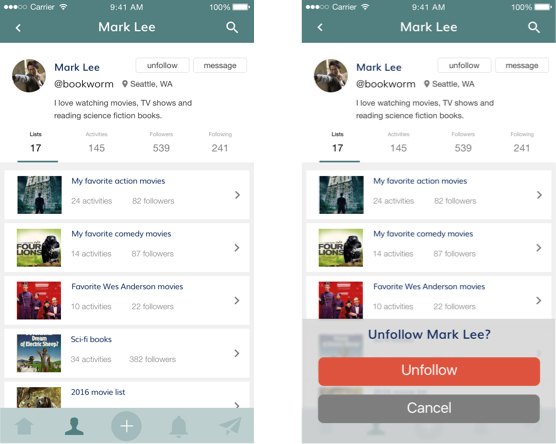 Carrier 9:41 AM 100%
Mark Lee
Mark Lee unfollow message
@bookworm Seattle, WA
I love watching movies, TV shows and
reading science fiction books.
Lists Activities Followers Following
17 145 539 241
My favorite action movies
24 activities 82 followers
My favorite comedy movies
14 activities 87 followers
FOUR
LIONS
Favorite Wes Anderson movies
10 activities 22 followers
Sci-fi books
34 activities 382 followers
Dream
of Electric Sheep?
2016 movie list
Carrier 9:41 AM 100%
Mark Lee
Mark Lee unfollow message
@bookworm Seattle, WA
I love watching movies, TV shows and
reading science fiction books.
Lists Activities Followers Following
17 145 539 241
My favorite action movies
24 activities 82 followers
My favorite comedy movies
14 activities 87 followers
FOUR
LIONS
Favorite Wes Anderson movies
10 activities 22 followers
Unfollow Mark Lee?
Unfollow
Cancel